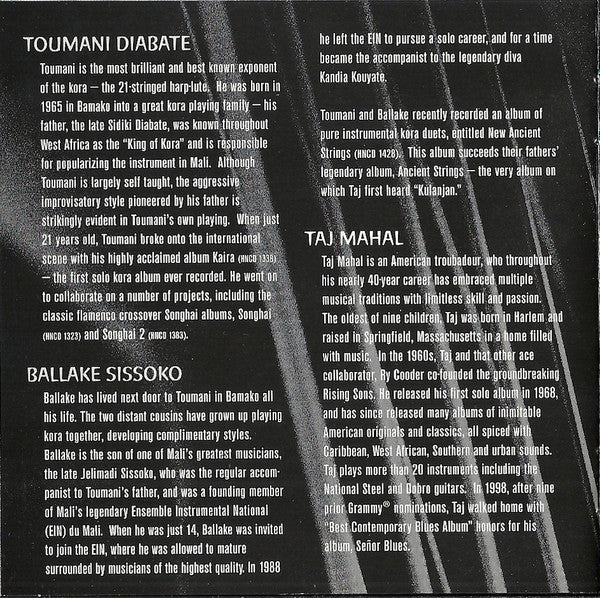 TOUMANI DIABATE
Toumani is the most brilliant and best known exponent
of the kora – the 21-stringed harp-lute. He was born in
1965 in Bamako into a great kora playing family – his
father, the late Sidiki Diabate, was known throughout
West Africa as the "King of Kora" and is responsible
for popularizing the instrument in Mali. Although
Toumani is largely self taught, the aggressive
improvisatory style pioneered by his father is
strikingly evident in Toumani's own playing. When just
21 years old, Toumani broke onto the international
scene with his highly acclaimed album Kaira (HNCD 1338)
– the first solo kora album ever recorded. He went on
to collaborate on a number of projects, including the
classic flamenco crossover Songhai albums, Songhai
(HNCD 1323) and Songhai 2 (HNCD 1383).
BALLAKE SISSOKO
Ballake has lived next door to Toumani in Bamako all
his life. The two distant cousins have grown up playing
kora together, developing complimentary styles.
Ballake is the son of one of Mali's greatest musicians,
the late Jelimadi Sissoko, who was the regular accom-
panist to Toumani's father, and was a founding member
of Mali's legendary Ensemble Instrumental National
(EIN) du Mali. When he was just 14, Ballake was invited
to join the EIN, where he was allowed to mature
surrounded by musicians of the highest quality. In 1988
he left the EIN to pursue a solo career, and for a time
became the accompanist to the legendary diva
Kandia Kouyate.
Toumani and Ballake recently recorded an album of
pure instrumental kora duets, entitled New Ancient
Strings (HNCD 1428). This album succeeds their fathers'
legendary album, Ancient Strings – the very album on
which Taj first heard "Kulanjan."
TAJ MAHAL
Taj Mahal is an American troubadour, who throughout
his nearly 40-year career has embraced multiple
musical traditions with limitless skill and passion.
The oldest of nine children, Taj was born in Harlem and
raised in Springfield, Massachusetts in a home filled
with music. In the 1960s, Taj and that other ace
collaborator, Ry Cooder co-founded the groundbreaking
Rising Sons. He released his first solo album in 1968,
and has since released many albums of inimitable
American originals and classics, all spiced with
Caribbean, West African, Southern and urban sounds.
Taj plays more than 20 instruments including the
National Steel and Dobro guitars. In 1998, after nine
prior Grammy® nominations, Taj walked home with
"Best Contemporary Blues Album" honors for his
album, Señor Blues.